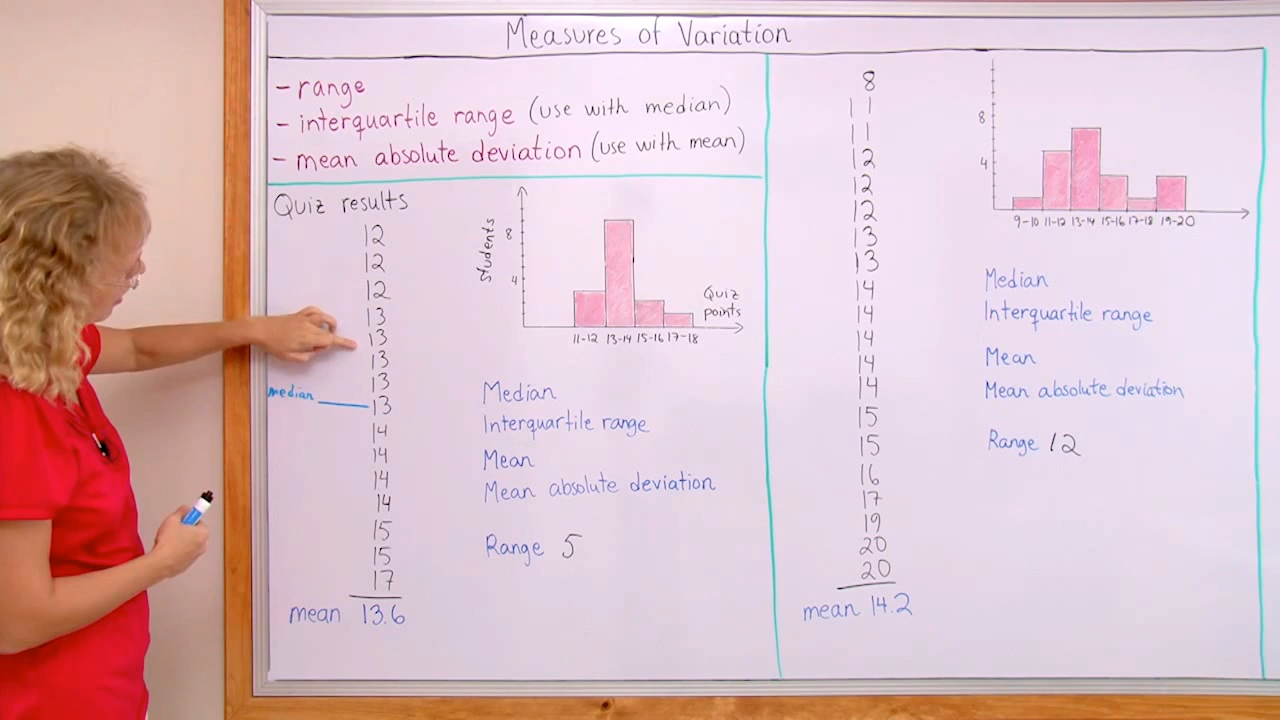 Measures of Variation
- range
- interquartile range (use with median)
- mean absolute deviation (use with mean)
Quiz results
12
12
12
13
13
13
13
median 13
14
14
14
14
15
15
17
mean 13.6
Students
8
4
Quiz
points
11-12 13-14 15-16 17-18
Median
Interquartile range
Mean
Mean absolute deviation
Range 5
8
11
11
12
12
12
13
13
14
14
14
14
14
15
15
16
17
19
20
20
mean 14.2
8
4
9-10 11-12 13-14 15-16 17-18 19-20
Median
Interquartile range
Mean
Mean absolute deviation
Range 12